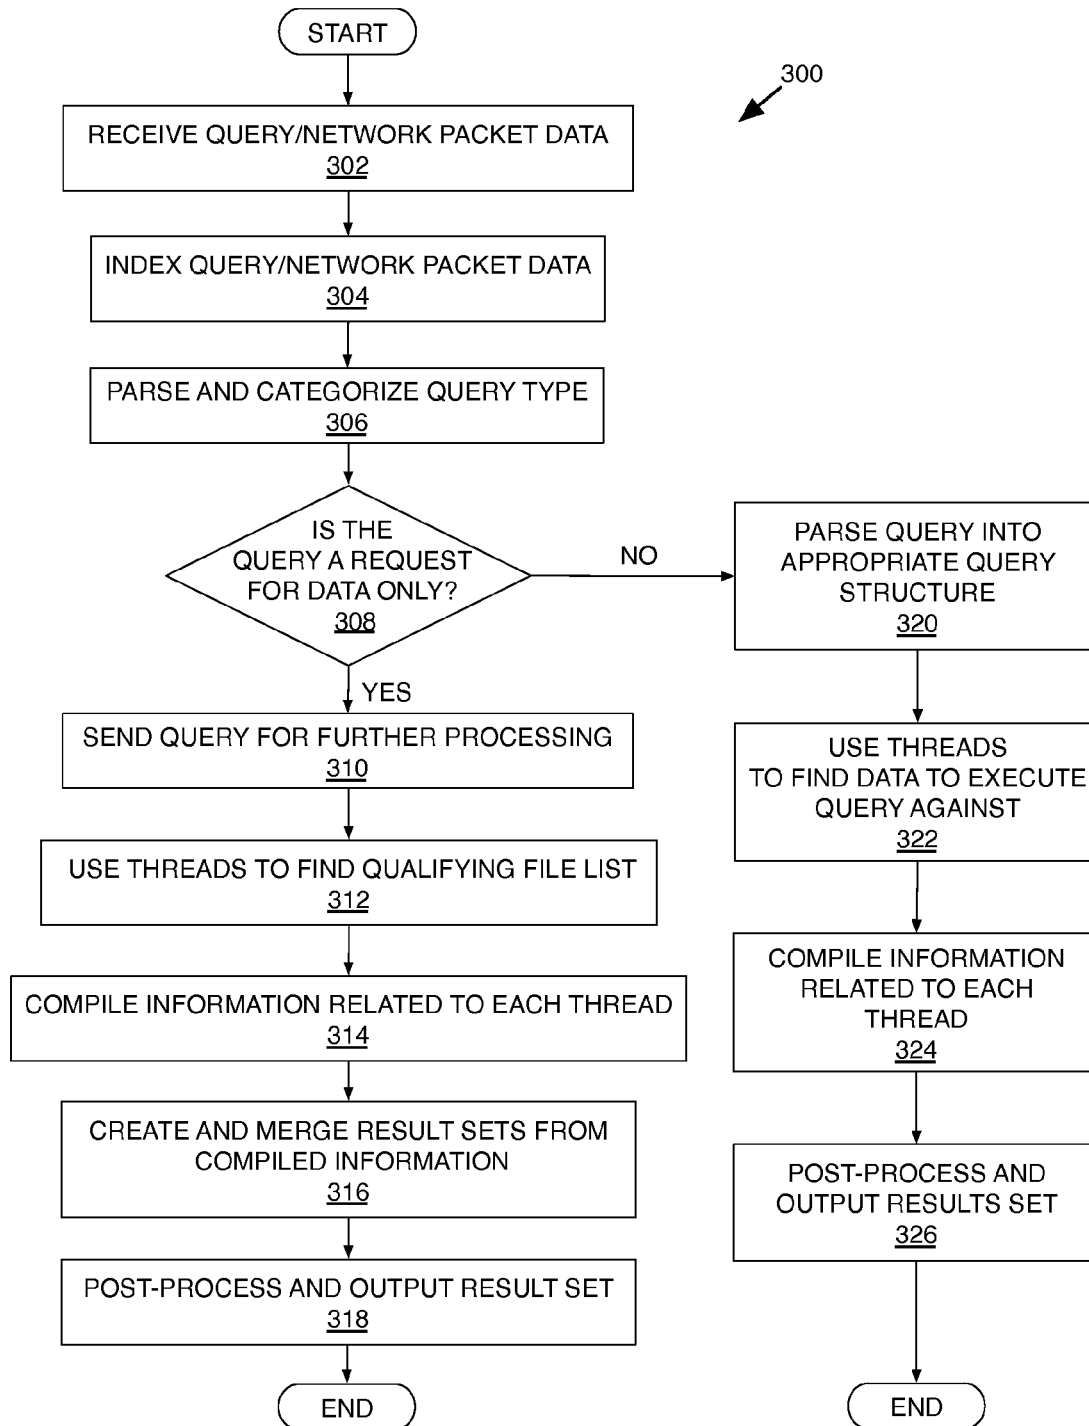 START
300
RECEIVE QUERY/NETWORK PACKET DATA
302
INDEX QUERY/NETWORK PACKET DATA
304
PARSE AND CATEGORIZE QUERY TYPE
306
IS THE
QUERY A REQUEST
FOR DATA ONLY?
308
NO
YES
SEND QUERY FOR FURTHER PROCESSING
310
USE THREADS TO FIND QUALIFYING FILE LIST
312
COMPILE INFORMATION RELATED TO EACH THREAD
314
CREATE AND MERGE RESULT SETS FROM
COMPILED INFORMATION
316
POST-PROCESS AND OUTPUT RESULT SET
318
END
PARSE QUERY INTO
APPROPRIATE QUERY
STRUCTURE
320
USE THREADS
TO FIND DATA TO EXECUTE
QUERY AGAINST
322
COMPILE INFORMATION
RELATED TO EACH
THREAD
324
POST-PROCESS AND
OUTPUT RESULTS SET
326
END